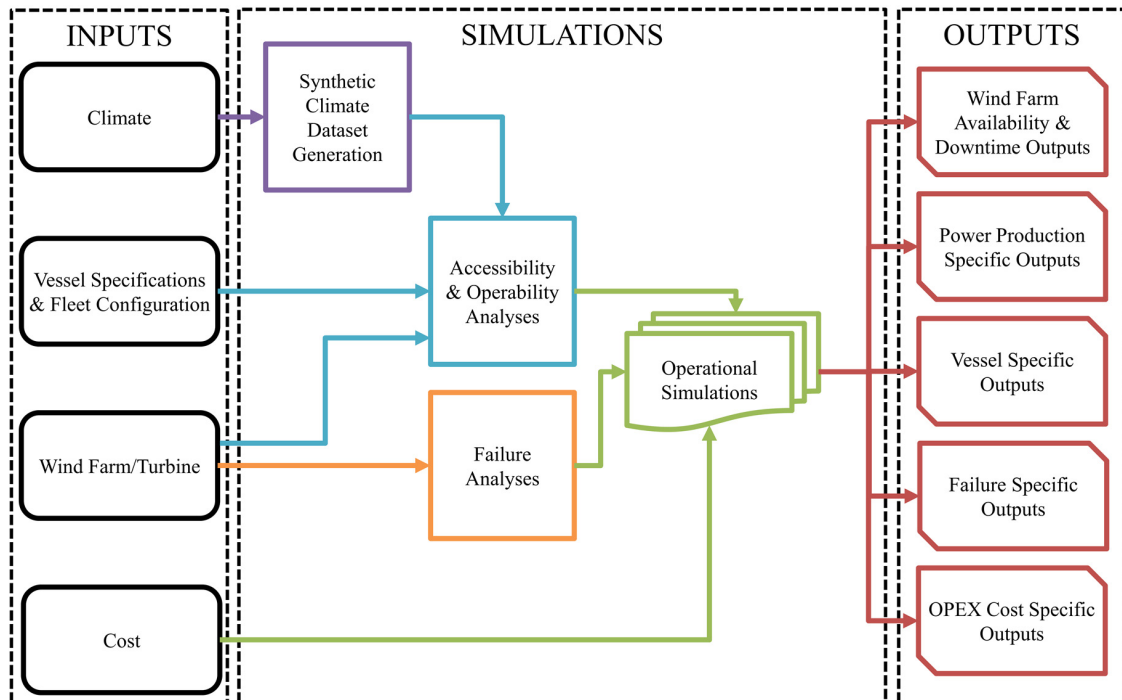 INPUTS
Climate
Vessel Specifications
& Fleet Configuration
Wind Farm/Turbine
Cost
SIMULATIONS
Synthetic
Climate
Dataset
Generation
Accessibility
& Operability
Analyses
Failure
Analyses
Operational
Simulations
OUTPUTS
Wind Farm
Availability &
Downtime Outputs
Power Production
Specific Outputs
Vessel Specific
Outputs
Failure Specific
Outputs
OPEX Cost Specific
Outputs